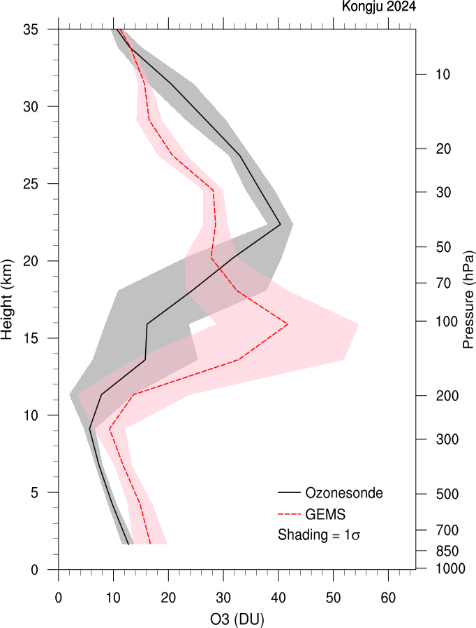 Kongju 2024
35
30
25
20
15
10
5
0
Height (km)
10
20
30
50
70
100
200
300
500
700
850
1000
Pressure (hPa)
Ozonesonde
GEMS
Shading = 1σ
0 10 20 30 40 50 60
O3 (DU)